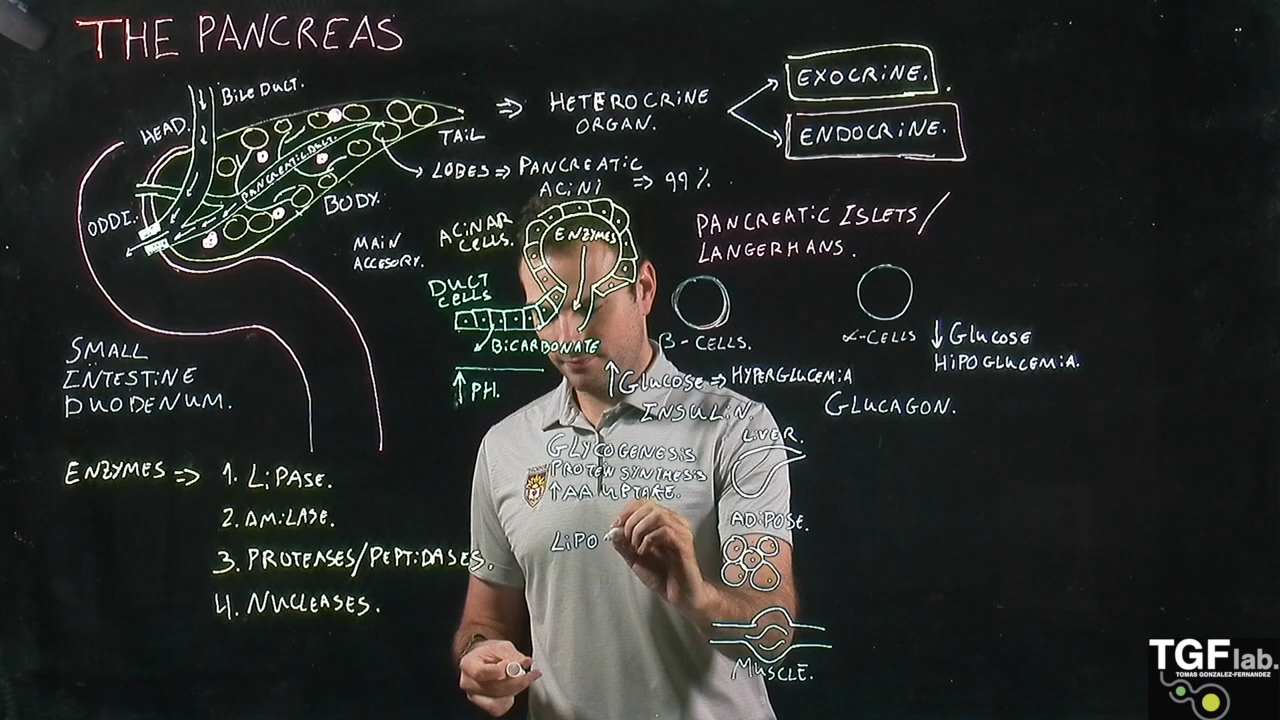 THE PANCREAS
BiLE DUCT.
HEAD.
PANCREATIC DUCT
TAiL
ODDI.
BODY.
MAIN
ACCESORY.
SMALL
INTESTINE
DUODENUM.
⇒ HETEROCRINE
ORGAN.
EXOCRiNE.
ENDOCRiNE.
LOBES ⇒ PANCREATIC
ACiNi ⇒ 99 %.
ACiNAR
CELLS.
ENZYMES
DUCT
CELLS
BiCARBONATE
↑ PH.
PANCREATiC ISLETS/
LANGERHANS.
β - CELLS.
α-CELLS
↓ GLUCOSE
HiPOGLUCEMiA.
↑ GLUCOSE ⇒ HYPERGLUCEMiA
INSULiN.
GLUCAGON.
GLYCOGENESIS
PROTEIN SYNTHESIS
↑ AA UPTAKE.
LiPO
LiVER.
ADiPOSE.
MUSCLE.
ENZYMES ⇒ 1. LiPASE.
2. AMiLASE.
3. PROTEASES/PEPTiDASES.
4. NUCLEASES.
TGF lab.
TOMAS GONZALEZ-FERNANDEZ